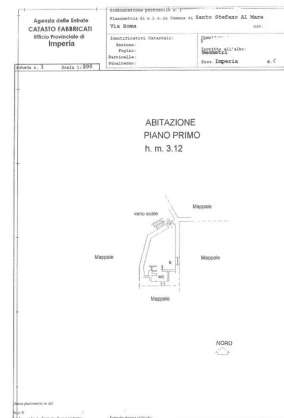 Agenzia delle Entrate
CATASTO FABBRICATI
Ufficio Provinciale di
Imperia
Scheda n. 1 Scala 1:200
Planimetria di u.i.u. in Comune di Santo Stefano Al Mare
Via Roma civ.
Identificativi Catastali:
Sezione:
Foglio:
Particella:
Subalterno:
Iscritto all'albo:
Geometri
Prov. Imperia
ABITAZIONE
PIANO PRIMO
h. m. 3.12
Mappale
vano scale
Mappale
Mappale
k
wc
Mappale
NORD